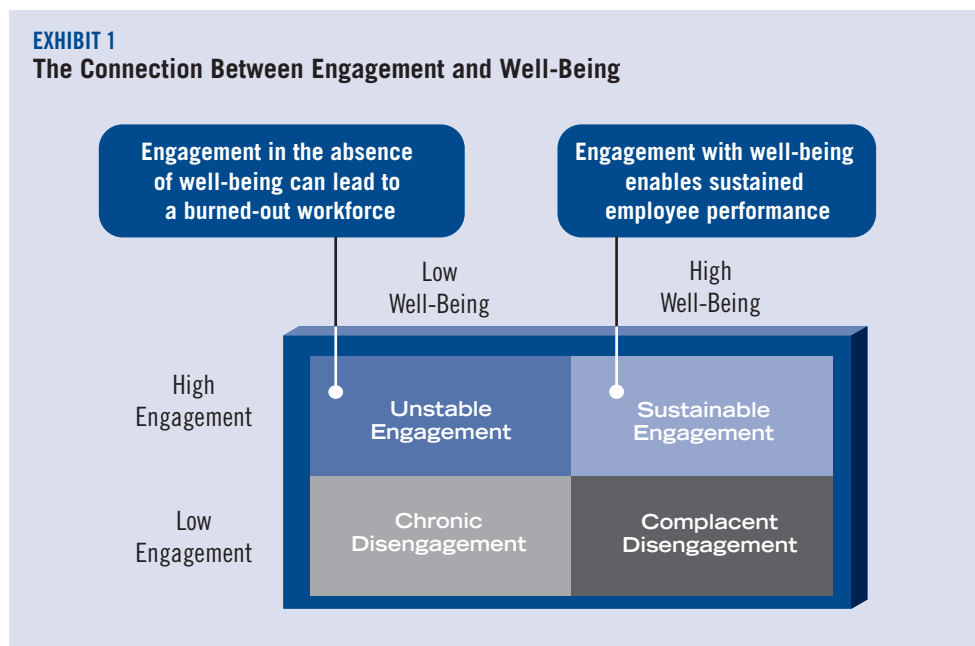 EXHIBIT 1
The Connection Between Engagement and Well-Being
Engagement in the absence
of well-being can lead to
a burned-out workforce
Engagement with well-being
enables sustained
employee performance
Low
Well-Being
High
Well-Being
High
Engagement
Unstable
Engagement
Sustainable
Engagement
Low
Engagement
Chronic
Disengagement
Complacent
Disengagement